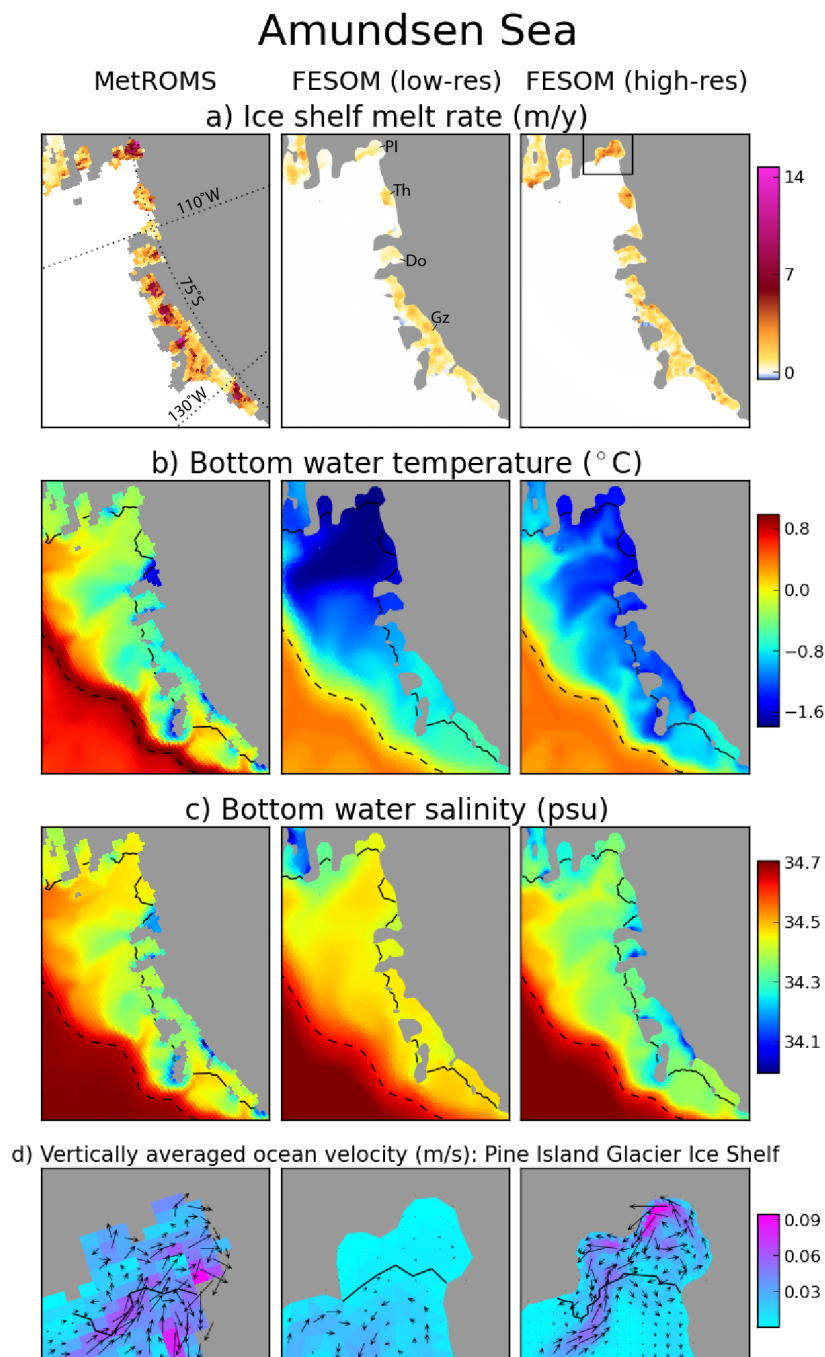 Amundsen Sea
MetROMS FESOM (low-res) FESOM (high-res)
a) Ice shelf melt rate (m/y)
PI
Th
Do
Gz
110°W
75°S
130°W
14
7
0
b) Bottom water temperature (°C)
0.8
0.0
−0.8
−1.6
c) Bottom water salinity (psu)
34.7
34.5
34.3
34.1
d) Vertically averaged ocean velocity (m/s): Pine Island Glacier Ice Shelf
0.09
0.06
0.03